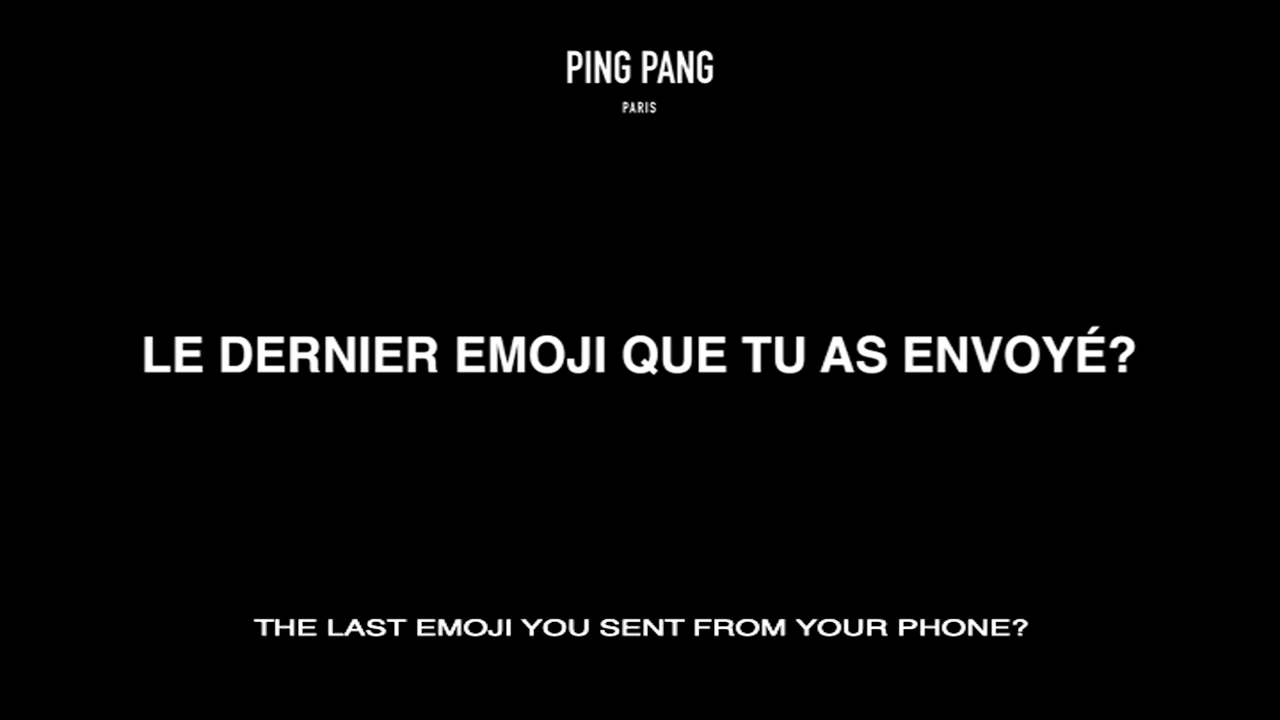 PING PANG
PARIS
LE DERNIER EMOJI QUE TU AS ENVOYÉ?
THE LAST EMOJI YOU SENT FROM YOUR PHONE?